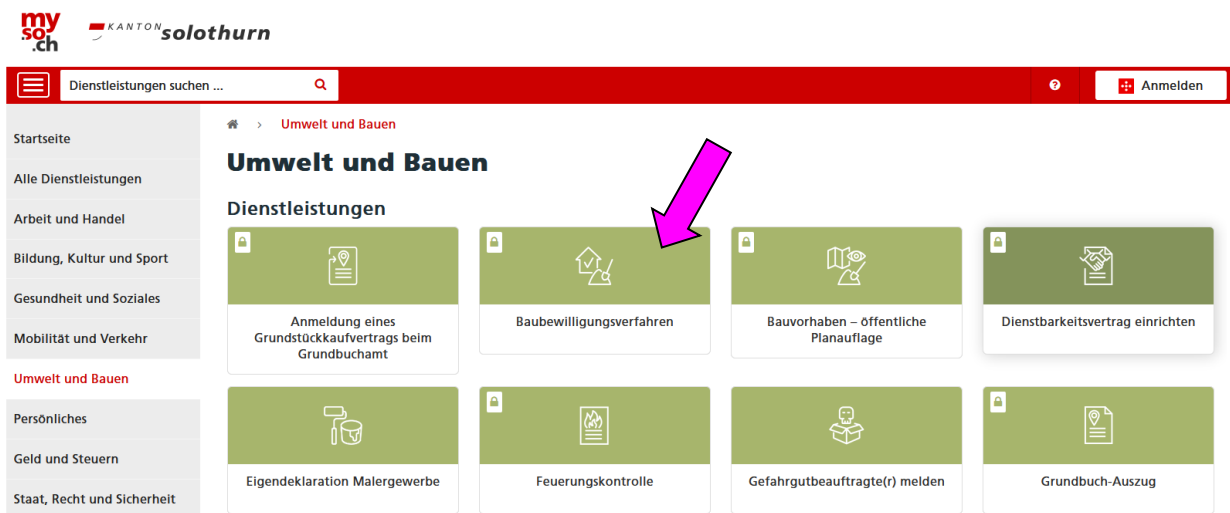 my
so
.ch
KANTON solothurn
Dienstleistungen suchen ...
Anmelden
Startseite
Alle Dienstleistungen
Arbeit und Handel
Bildung, Kultur und Sport
Gesundheit und Soziales
Mobilität und Verkehr
Umwelt und Bauen
Persönliches
Geld und Steuern
Staat, Recht und Sicherheit
> Umwelt und Bauen
Umwelt und Bauen
Dienstleistungen
Anmeldung eines
Grundstückkaufvertrags beim
Grundbuchamt
Baubewilligungsverfahren
Bauvorhaben – öffentliche
Planauflage
Dienstbarkeitsvertrag einrichten
Eigendeklaration Malergewerbe
Feuerungskontrolle
Gefahrgutbeauftragte(r) melden
Grundbuch-Auszug